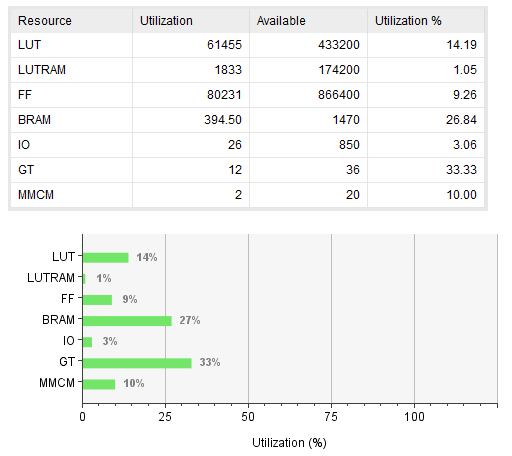 Resource Utilization Available Utilization %
LUT 61455 433200 14.19
LUTRAM 1833 174200 1.05
FF 80231 866400 9.26
BRAM 394.50 1470 26.84
IO 26 850 3.06
GT 12 36 33.33
MMCM 2 20 10.00
LUT 14%
LUTRAM 1%
FF 9%
BRAM 27%
IO 3%
GT 33%
MMCM 10%
0 25 50 75 100
Utilization (%)